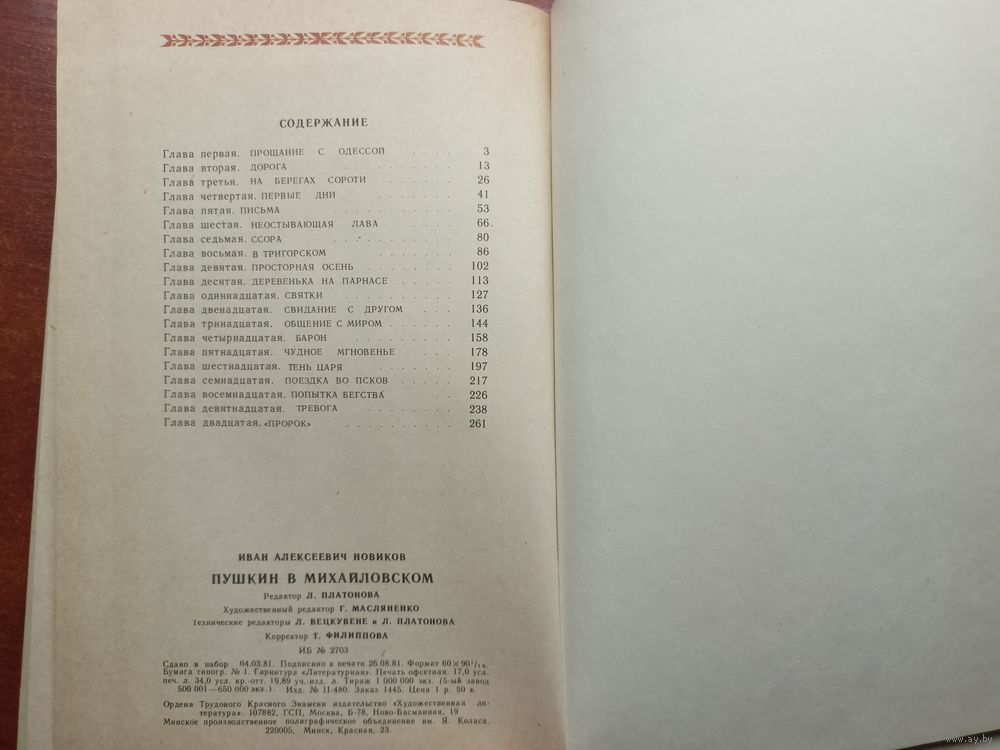 СОДЕРЖАНИЕ
Глава первая. ПРОЩАНИЕ С ОДЕССОЙ . . . . 3
Глава вторая. ДОРОГА . . . . . . . . 13
Глава третья. НА БЕРЕГАХ СОРОТИ . . . . . . 26
Глава четвертая. ПЕРВЫЕ ДНИ . . . . . . . 41
Глава пятая. ПИСЬМА . . . . . . . . . 53
Глава шестая. НЕОСТЫВАЮЩАЯ ЛАВА . . . . 66
Глава седьмая. ССОРА . . . . . . . . . 80
Глава восьмая. В ТРИГОРСКОМ . . . . . . . 86
Глава девятая. ПРОСТОРНАЯ ОСЕНЬ . . . . . . . 102
Глава десятая. ДЕРЕВЕНЬКА НА ПАРНАСЕ . . . . . 113
Глава одиннадцатая. СВЯТКИ . . . . . . . . 127
Глава двенадцатая. СВИДАНИЕ С ДРУГОМ . . . 136
Глава тринадцатая. ОБЩЕНИЕ С МИРОМ . . . . . . 144
Глава четырнадцатая. БАРОН . . . . . . . . 158
Глава пятнадцатая. ЧУДНОЕ МГНОВЕНЬЕ . . . 178
Глава шестнадцатая. ТЕНЬ ЦАРЯ . . . . . . 197
Глава семнадцатая. ПОЕЗДКА ВО ПСКОВ . . . . . 217
Глава восемнадцатая. ПОПЫТКА БЕГСТВА . . 226
Глава девятнадцатая. ТРЕВОГА . . . . . . . 238
Глава двадцатая. «ПРОРОК» . . . . . . . . 261
ИВАН АЛЕКСЕЕВИЧ НОВИКОВ
ПУШКИН В МИХАЙЛОВСКОМ
Редактор Л. ПЛАТОНОВА
Художественный редактор Г. МАСЛЯНЕНКО
Технические редакторы Л. ВЕЦКУВЕНЕ и Л. ПЛАТОНОВА
Корректор Т. ФИЛИППОВА
ИБ № 2703
Сдано в набор 04.03.81. Подписано к печати 26.08.81. Формат 60×90 1/16.
Бумага типогр. № 1. Гарнитура «Литературная». Печать офсетная. 17,0 усл.
печ. л. 34,0 усл. кр.-отт. 19,89 уч.-изд. л. Тираж 1 000 000 экз. (5-ый завод
500 001—650 000 экз.). Изд. № II-480. Заказ 1445. Цена 1 р. 50 к.
Ордена Трудового Красного Знамени издательство «Художественная ли-
тература». 107882, ГСП, Москва, Б-78, Ново-Басманная, 19
Минское производственное полиграфическое объединение им. Я. Коласа.
220005, Минск, Красная, 23.
www.ay.by